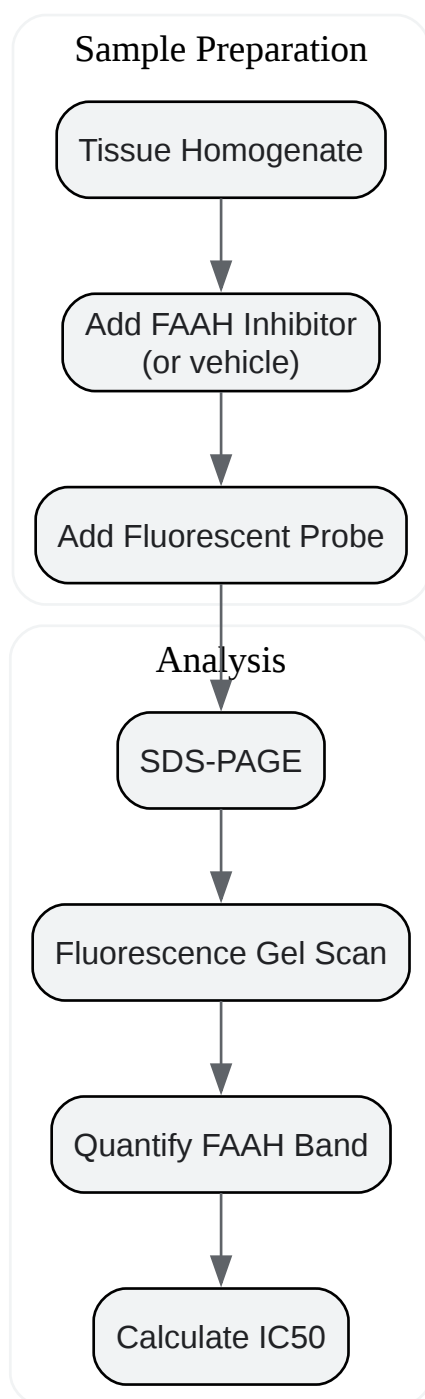 Sample Preparation
Tissue Homogenate
Add FAAH Inhibitor
(or vehicle)
Add Fluorescent Probe
Analysis
SDS-PAGE
Fluorescence Gel Scan
Quantify FAAH Band
Calculate IC50